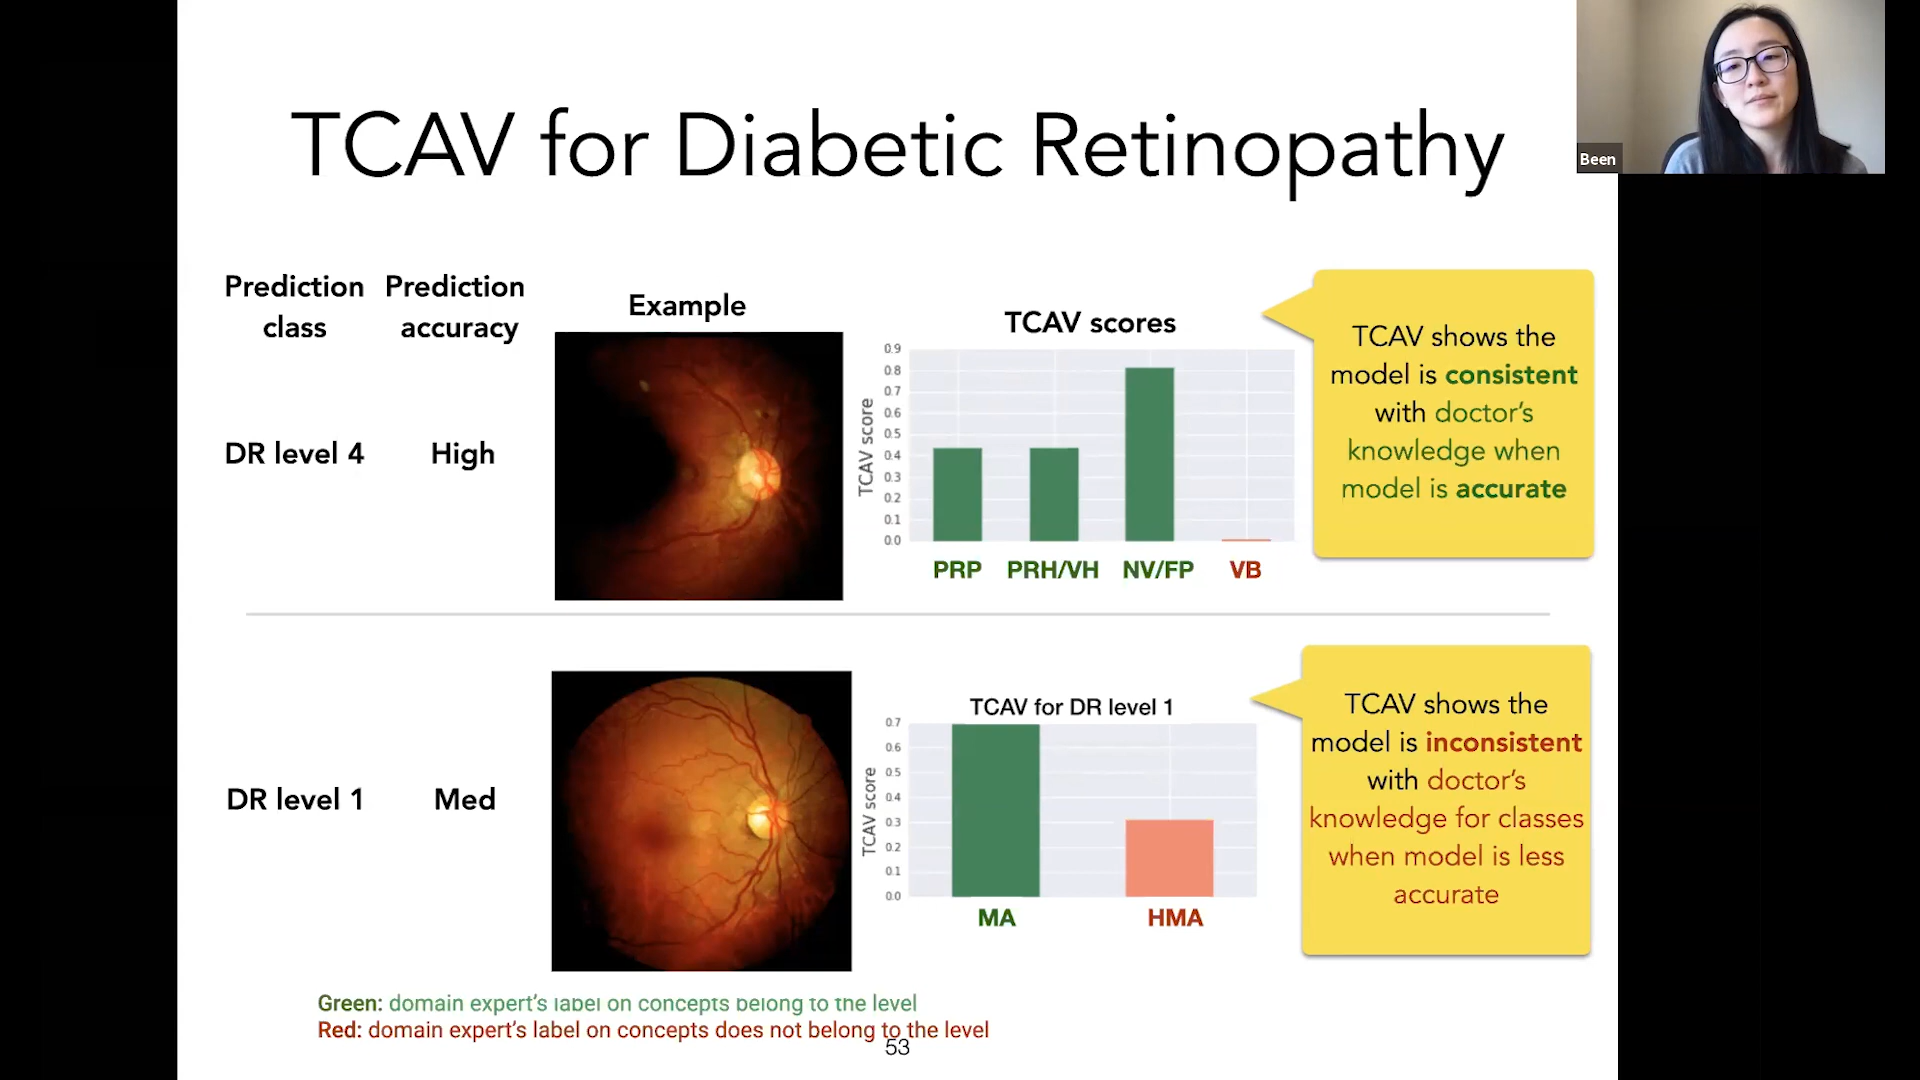 TCAV for Diabetic Retinopathy
Been
Prediction class
Prediction accuracy
Example
TCAV scores
DR level 4
High
TCAV score
0.9
0.8
0.7
0.6
0.5
0.4
0.3
0.2
0.1
0.0
PRP
PRH/VH
NV/FP
VB
TCAV shows the
model is consistent
with doctor's
knowledge when
model is accurate
DR level 1
Med
TCAV for DR level 1
TCAV score
0.7
0.6
0.5
0.4
0.3
0.2
0.1
0.0
MA
HMA
TCAV shows the
model is inconsistent
with doctor's
knowledge for classes
when model is less
accurate
Green: domain expert's label on concepts belong to the level
Red: domain expert's label on concepts does not belong to the level
53